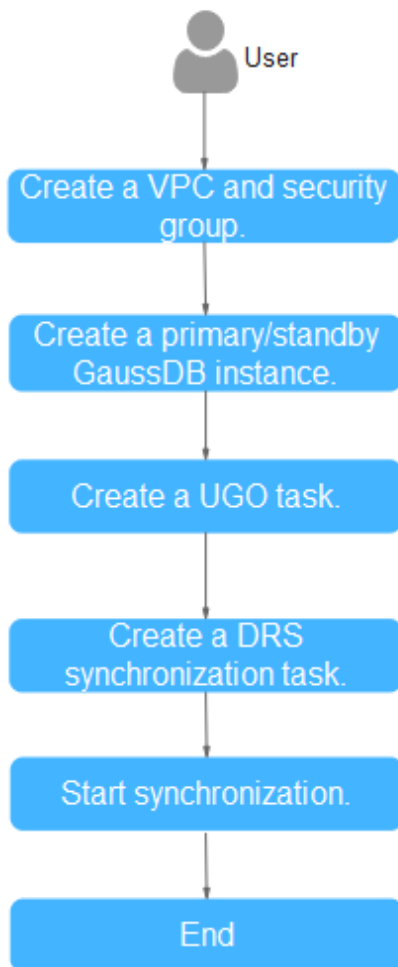 User
Create a VPC and security
group.
Create a primary/standby
GaussDB instance.
Create a UGO task.
Create a DRS
synchronization task.
Start synchronization.
End